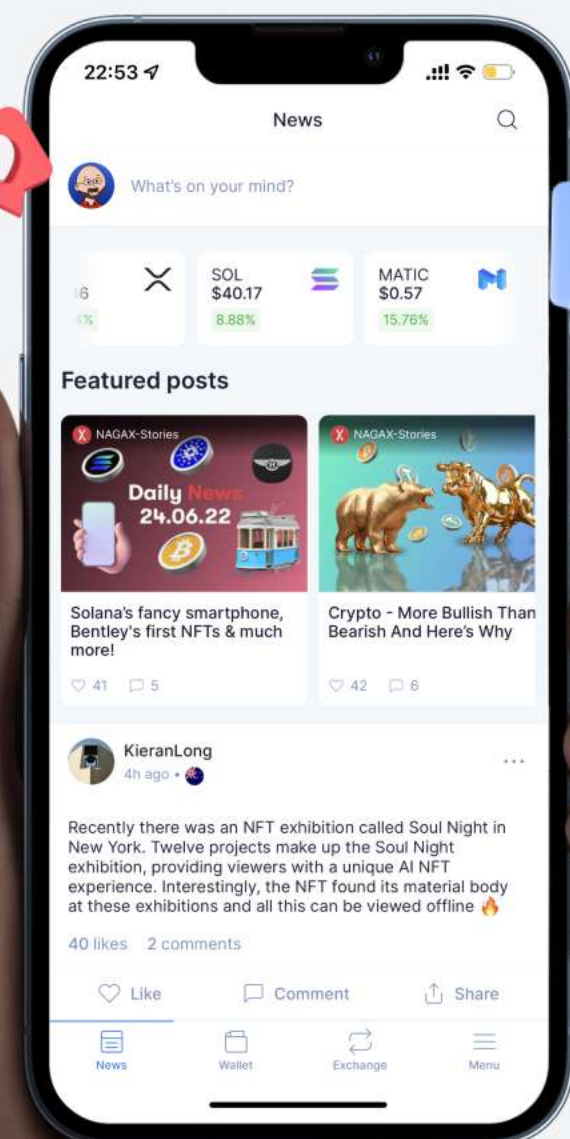 22:53
News
What's on your mind?
SOL
$40.17
8.88%
MATIC
$0.57
15.76%
Featured posts
NAGAX-Stories
Daily News
24.06.22
Solana's fancy smartphone,
Bentley's first NFTs & much
more!
41 5
NAGAX-Stories
Crypto - More Bullish Than
Bearish And Here's Why
42 6
KieranLong
4h ago •
Recently there was an NFT exhibition called Soul Night in
New York. Twelve projects make up the Soul Night
exhibition, providing viewers with a unique AI NFT
experience. Interestingly, the NFT found its material body
at these exhibitions and all this can be viewed offline 🔥
40 likes 2 comments
Like Comment Share
News Wallet Exchange Menu